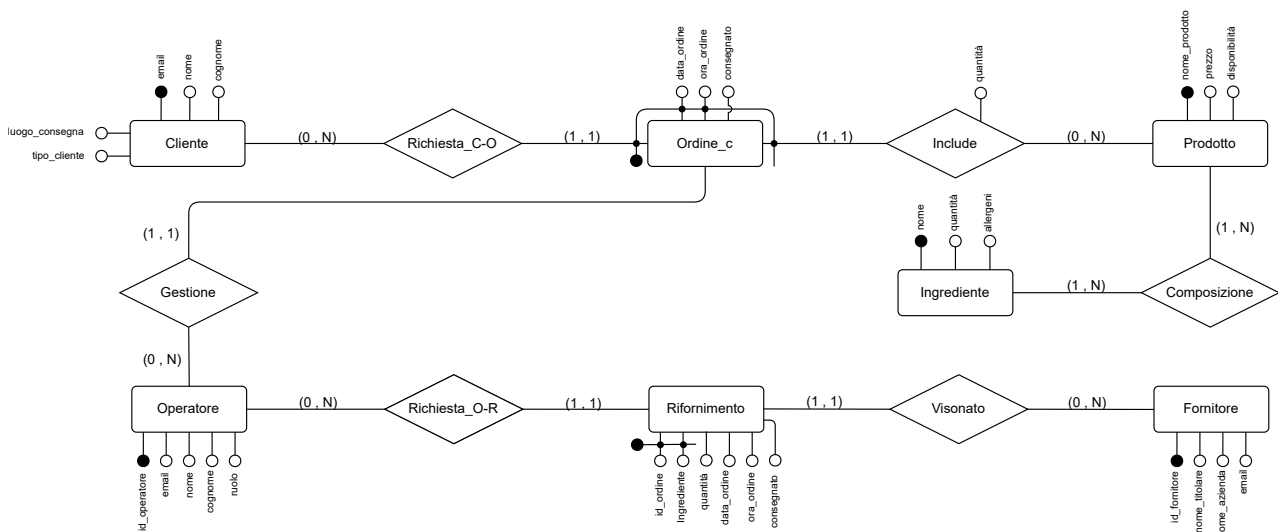 email
nome
cognome
luogo_consegna
tipo_cliente
Cliente
(0 , N)
Richiesta_C-O
(1 , 1)
data_ordine
ora_ordine
consegnato
Ordine_c
(1 , 1)
quantità
Include
(0 , N)
nome_prodotto
prezzo
disponibilità
Prodotto
(1 , 1)
Gestione
(0 , N)
nome
quantità
allergeni
Ingrediente
(1 , N)
Composizione
(1 , N)
Operatore
id_operatore
email
nome
cognome
ruolo
(0 , N)
Richiesta_O-R
(1 , 1)
Rifornimento
id_ordine
Ingrediente
quantità
data_ordine
ora_ordine
consegnato
(1 , 1)
Visonato
(0 , N)
Fornitore
id_fornitore
nome_titolare
ome_azienda
email